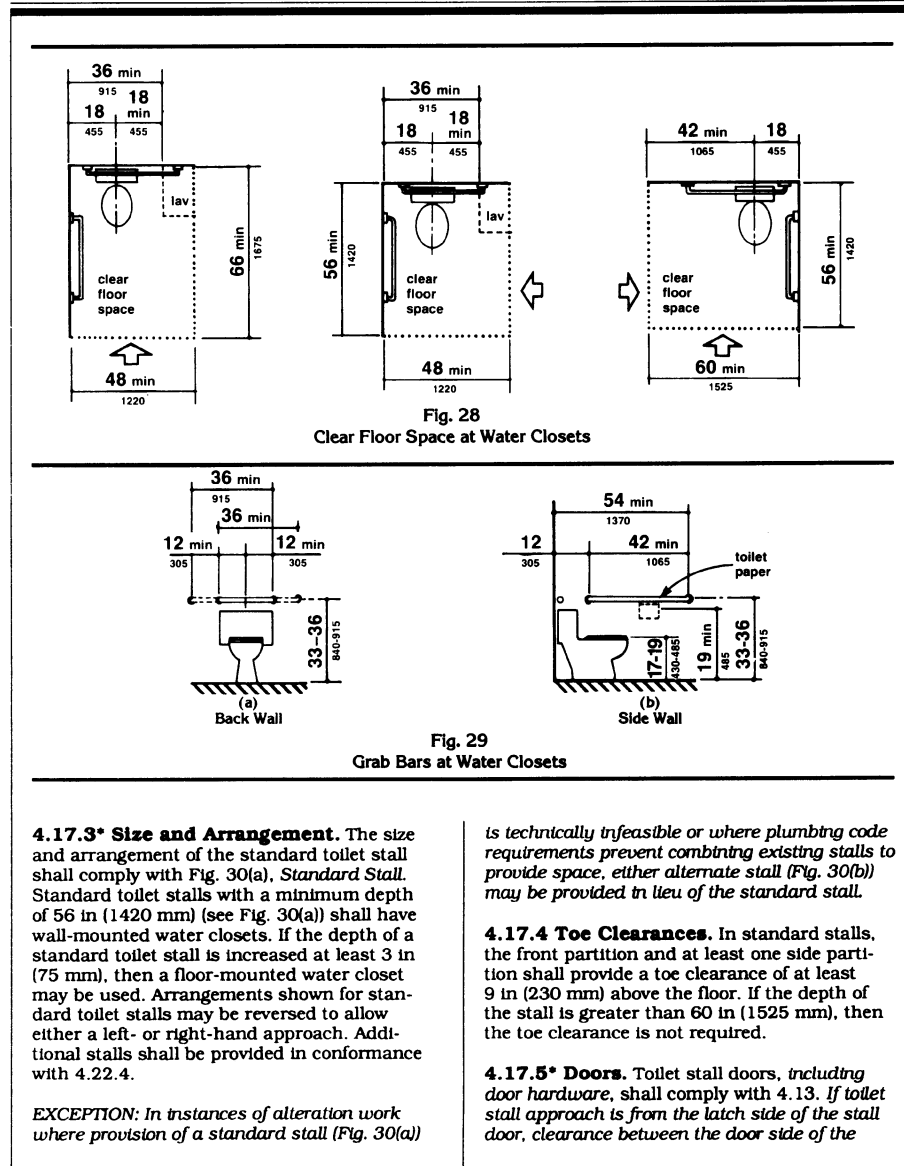 36 min
915
18
18 min
455
455
lav
66 min
1675
clear
floor
space
48 min
1220
36 min
915
18
18 min
455
455
lav
56 min
1420
clear
floor
space
48 min
1220
42 min
1065
18
455
56 min
1420
clear
floor
space
60 min
1525
Fig. 28
Clear Floor Space at Water Closets
36 min
915
36 min
12 min
305
12 min
305
33–36
840-915
(a)
Back Wall
54 min
1370
12
305
42 min
1065
toilet
paper
17-19
430-485
19 min
485
33–36
840-915
(b)
Side Wall
Fig. 29
Grab Bars at Water Closets
4.17.3* Size and Arrangement. The size
and arrangement of the standard toilet stall
shall comply with Fig. 30(a), Standard Stall.
Standard toilet stalls with a minimum depth
of 56 in (1420 mm) (see Fig. 30(a)) shall have
wall-mounted water closets. If the depth of a
standard toilet stall is increased at least 3 in
(75 mm), then a floor-mounted water closet
may be used. Arrangements shown for stan-
dard toilet stalls may be reversed to allow
either a left- or right-hand approach. Addi-
tional stalls shall be provided in conformance
with 4.22.4.
EXCEPTION: In instances of alteration work
where provision of a standard stall (Fig. 30(a))
is technically infeasible or where plumbing code
requirements prevent combining existing stalls to
provide space, either alternate stall (Fig. 30(b))
may be provided in lieu of the standard stall.
4.17.4 Toe Clearances. In standard stalls,
the front partition and at least one side parti-
tion shall provide a toe clearance of at least
9 in (230 mm) above the floor. If the depth of
the stall is greater than 60 in (1525 mm), then
the toe clearance is not required.
4.17.5* Doors. Toilet stall doors, including
door hardware, shall comply with 4.13. If toilet
stall approach is from the latch side of the stall
door, clearance between the door side of the